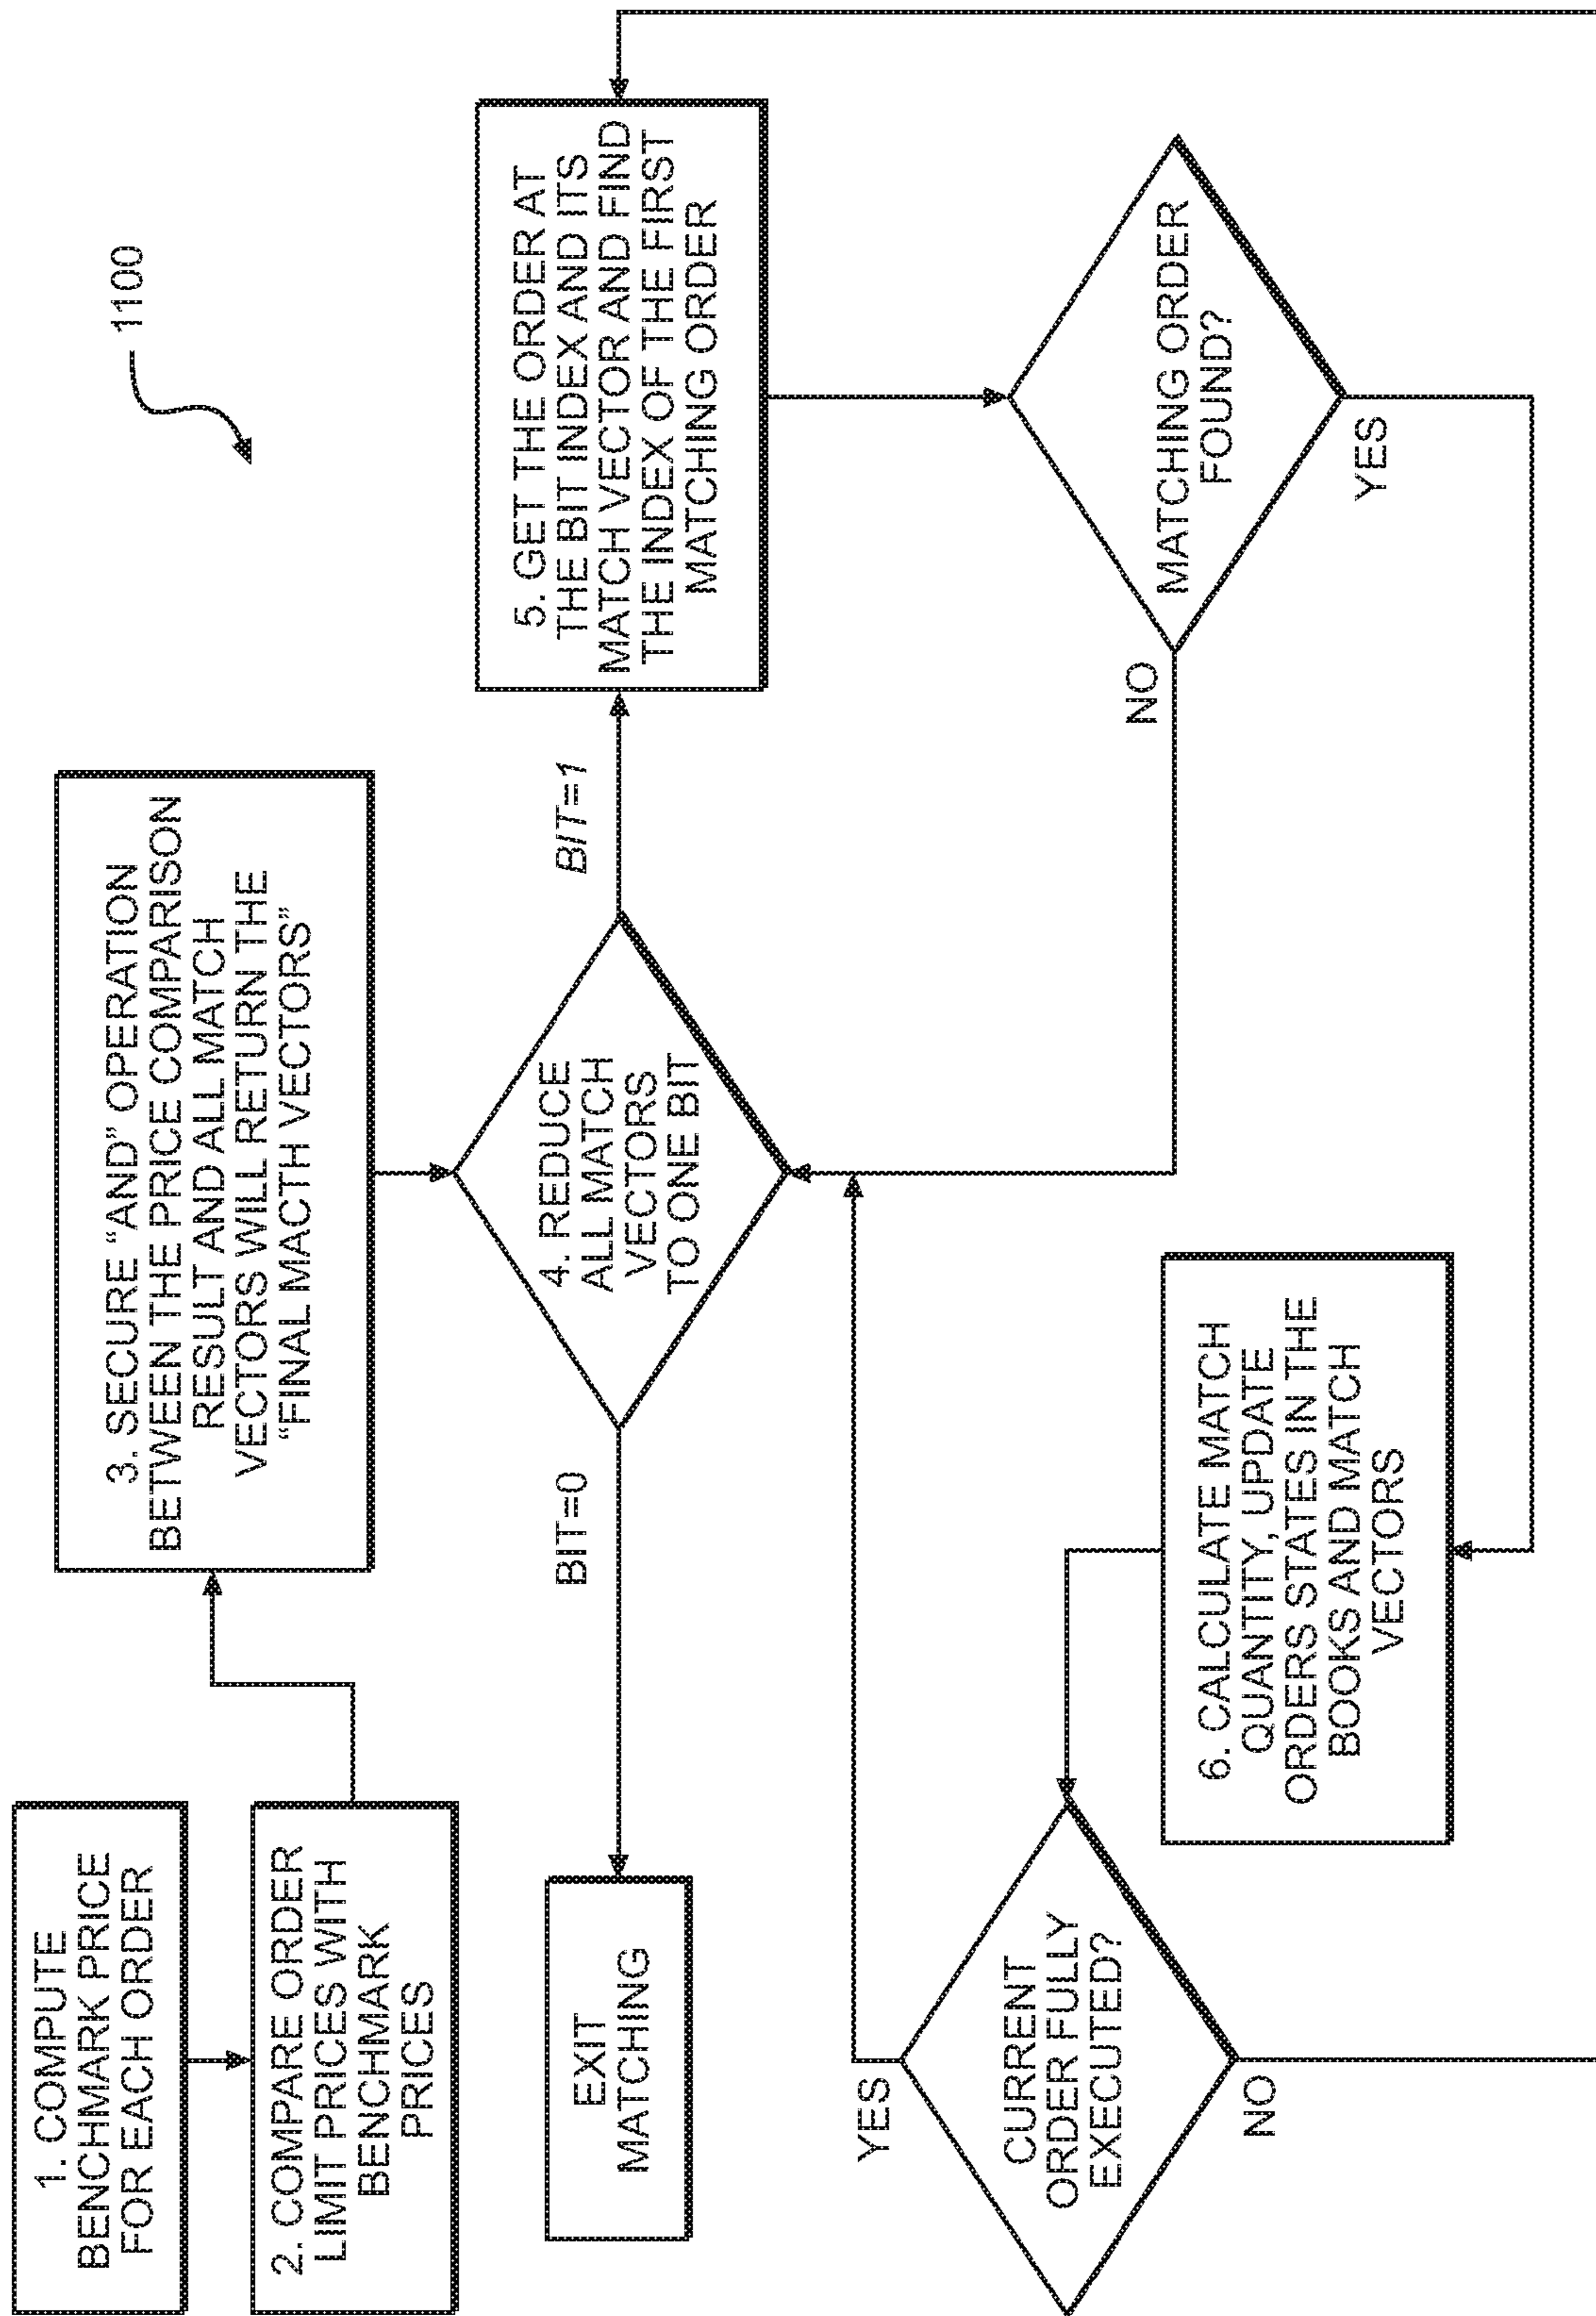 1100
1. COMPUTE
BENCHMARK PRICE
FOR EACH ORDER
2. COMPARE ORDER
LIMIT PRICES WITH
BENCHMARK
PRICES
3. SECURE “AND” OPERATION
BETWEEN THE PRICE COMPARISON
RESULT AND ALL MATCH
VECTORS WILL RETURN THE
“FINAL MACTH VECTORS”
4. REDUCE
ALL MATCH
VECTORS
TO ONE BIT
BIT=0
BIT=1
EXIT
MATCHING
5. GET THE ORDER AT
THE BIT INDEX AND ITS
MATCH VECTOR AND FIND
THE INDEX OF THE FIRST
MATCHING ORDER
MATCHING ORDER
FOUND?
NO
YES
6. CALCULATE MATCH
QUANTITY, UPDATE
ORDERS STATES IN THE
BOOKS AND MATCH
VECTORS
CURRENT
ORDER FULLY
EXECUTED?
YES
NO